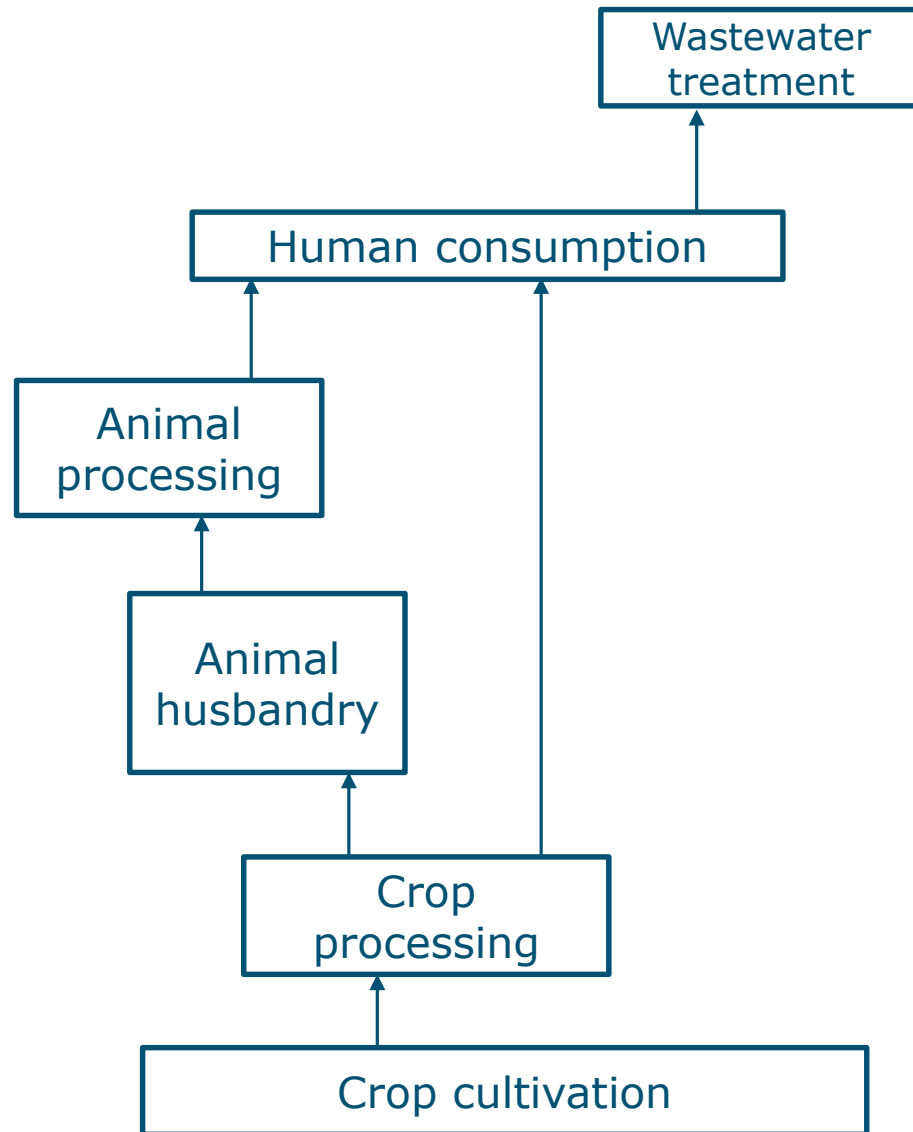 Wastewater
treatment
Human consumption
Animal
processing
Animal
husbandry
Crop
processing
Crop cultivation